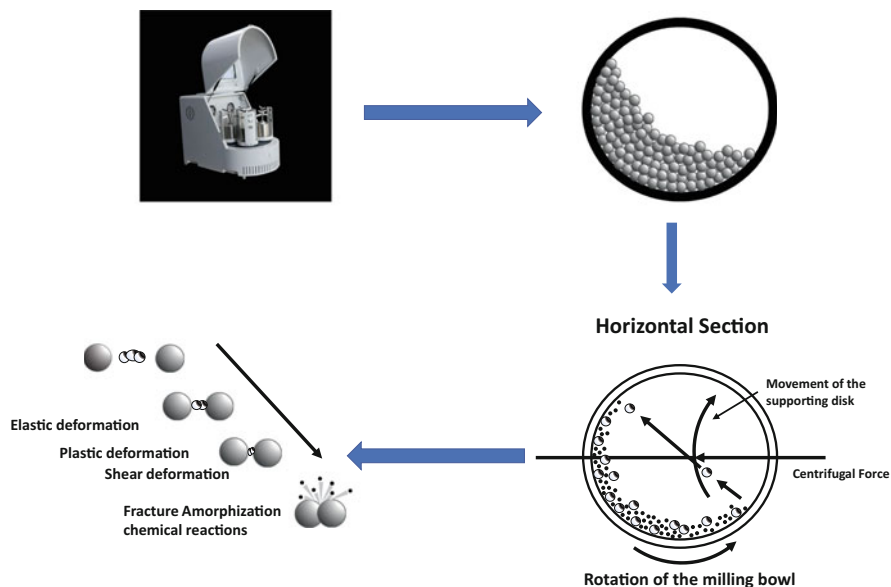 Horizontal Section
Movement of the
supporting disk
Centrifugal Force
Rotation of the milling bowl
Elastic deformation
Plastic deformation
Shear deformation
Fracture Amorphization
chemical reactions